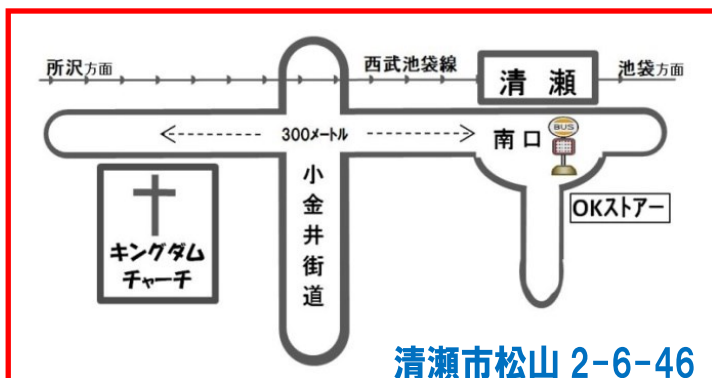 所沢方面
西武池袋線
清瀬
池袋方面
300メートル
南口
BUS
小金井街道
OKストアー
キングダム
チャーチ
清瀬市松山 2-6-46